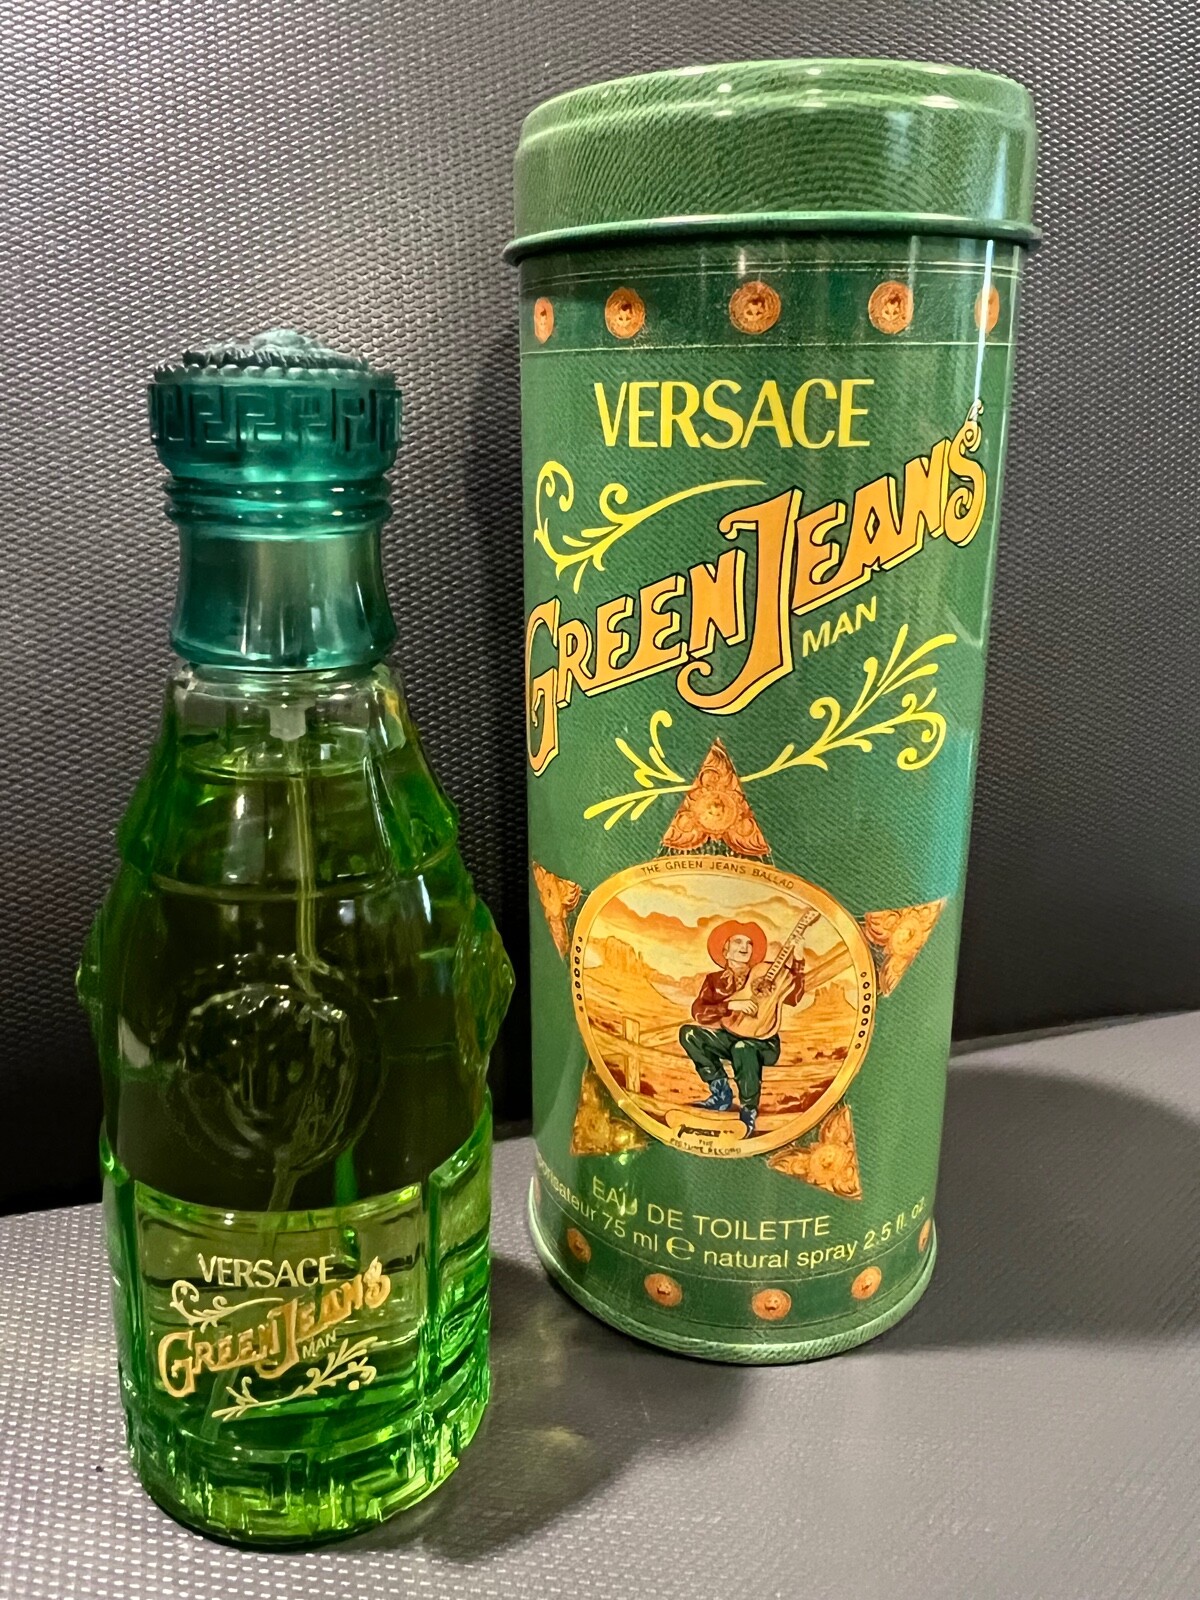 VERSACE
GREEN JEANS
MAN
THE GREEN JEANS BALLAD
EAU DE TOILETTE
75 ml ℮ natural spray 2.5 fl. oz.
VERSACE
GREEN JEANS
MAN